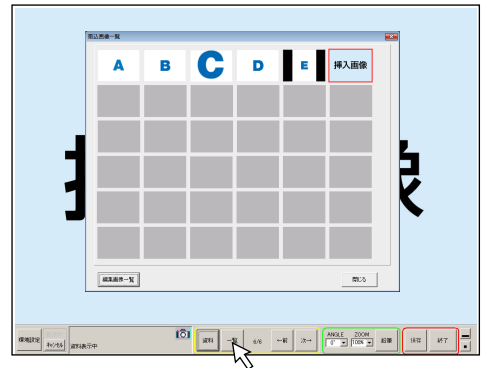 取込画像一覧
A B C D E 挿入画像
編集画像一覧 閉じる
環境設定
キャンセル
資料表示中
資料 一覧 6/6 ←前 次→
ANGLE ZOOM
0° 100% 鉛筆
保存 終了